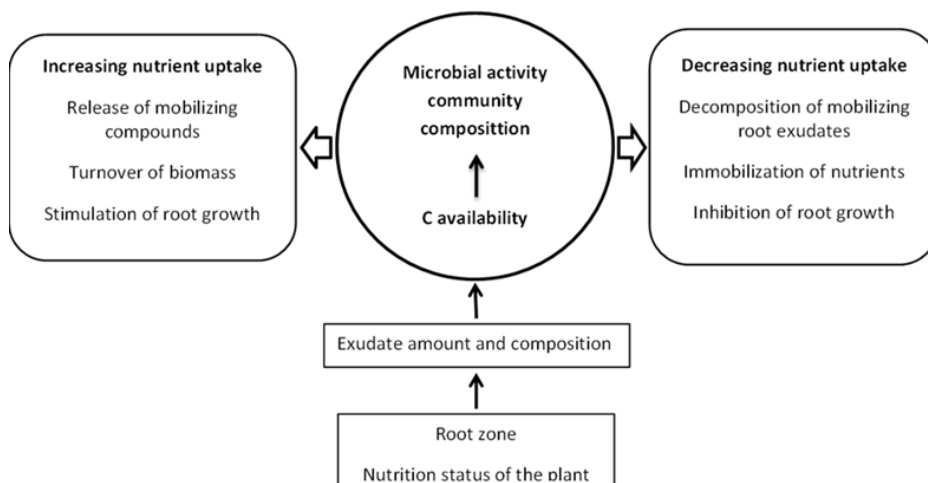 Increasing nutrient uptake
Release of mobilizing
compounds
Turnover of biomass
Stimulation of root growth
Microbial activity
community
composittion
C availability
Decreasing nutrient uptake
Decomposition of mobilizing
root exudates
Immobilization of nutrients
Inhibition of root growth
Exudate amount and composition
Root zone
Nutrition status of the plant